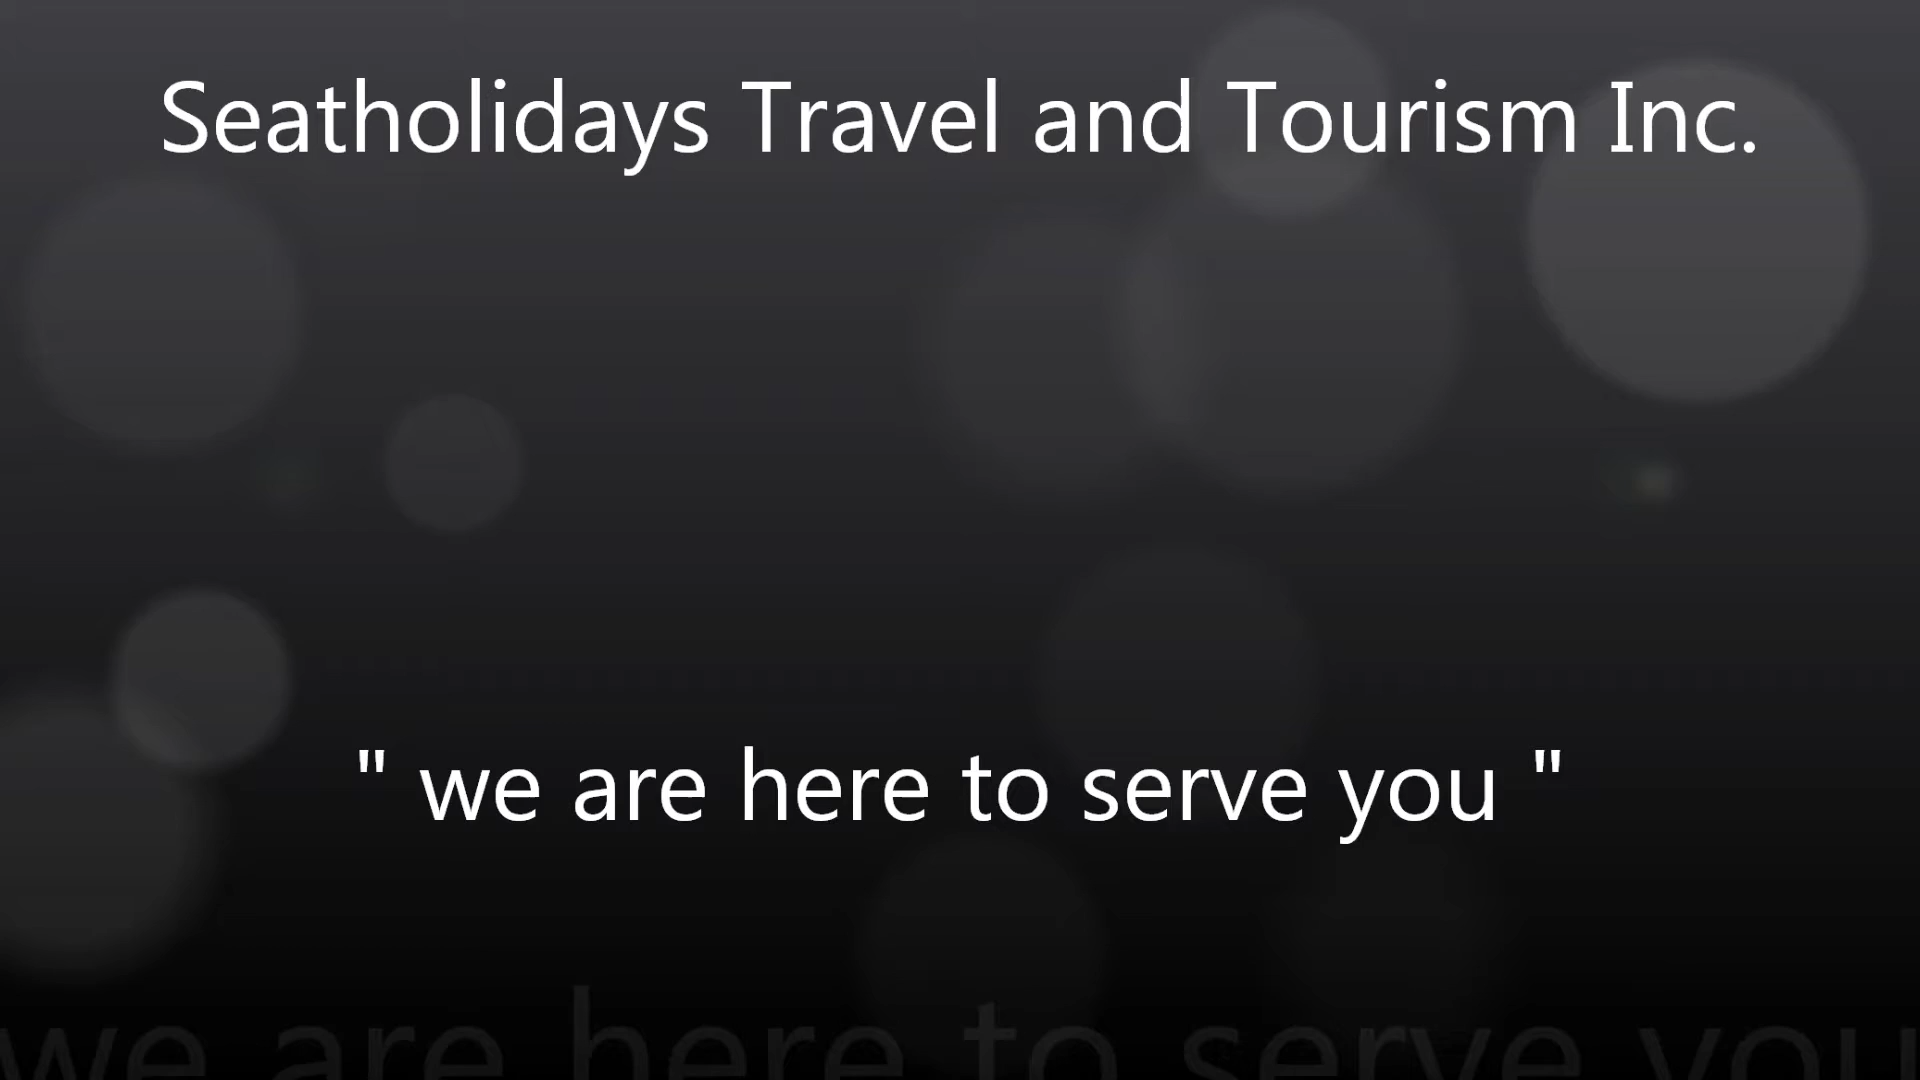 Seatholidays Travel and Tourism Inc.
" we are here to serve you "
we are here to serve you